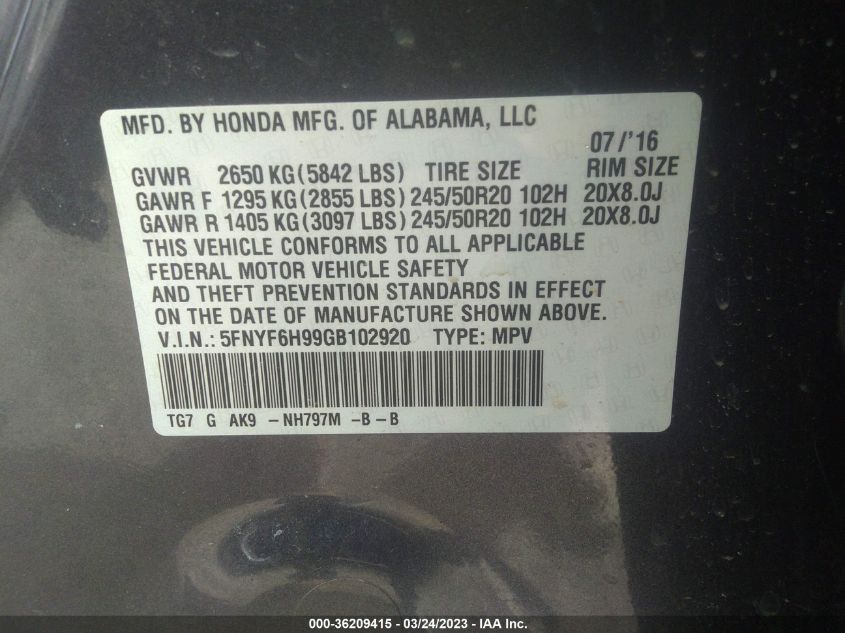 MFD. BY HONDA MFG. OF ALABAMA, LLC
07/'16
GVWR 2650 KG(5842 LBS) TIRE SIZE RIM SIZE
GAWR F 1295 KG(2855 LBS) 245/50R20 102H 20X8.0J
GAWR R 1405 KG(3097 LBS) 245/50R20 102H 20X8.0J
THIS VEHICLE CONFORMS TO ALL APPLICABLE
FEDERAL MOTOR VEHICLE SAFETY
AND THEFT PREVENTION STANDARDS IN EFFECT
ON THE DATE OF MANUFACTURE SHOWN ABOVE.
V.I.N.: 5FNYF6H99GB102920 TYPE: MPV
TG7 G AK9 -NH797M -B-B
000-36209415 - 03/24/2023 - IAA Inc.